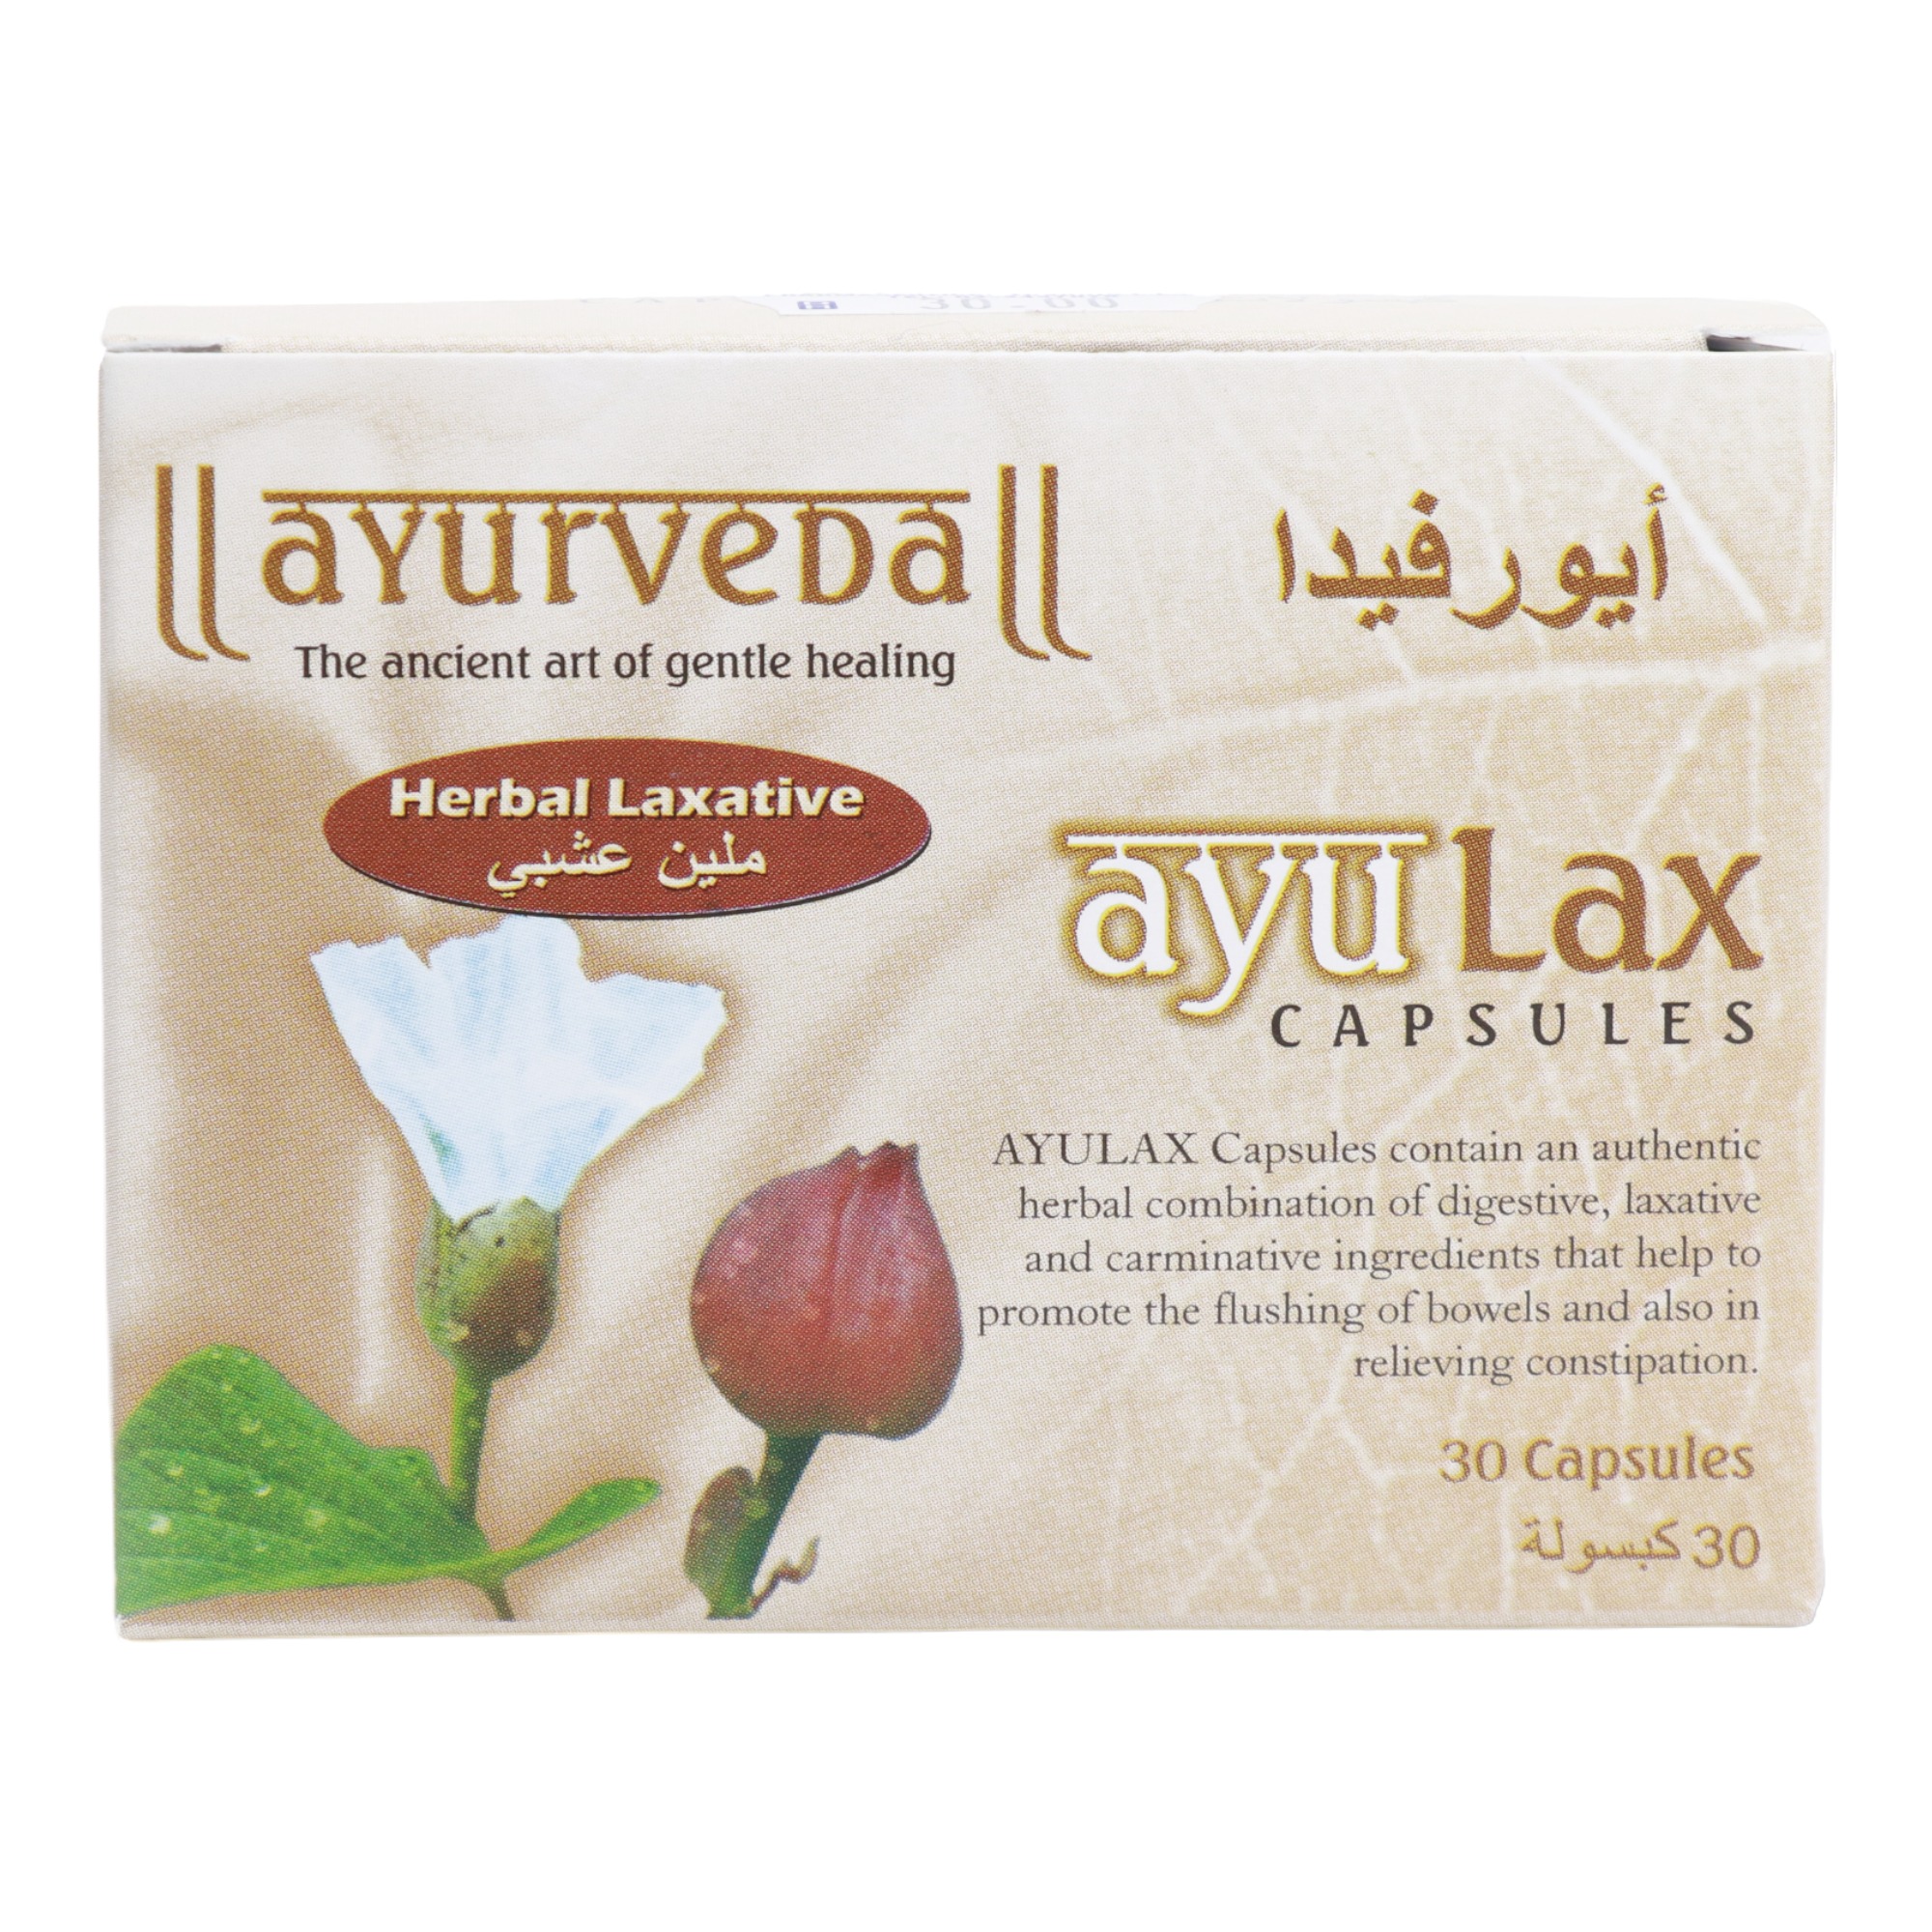 30.00
ayurveda
The ancient art of gentle healing
أيورفيدا
Herbal Laxative
ملين عشبي
ayu Lax
CAPSULES
AYULAX Capsules contain an authentic
herbal combination of digestive, laxative
and carminative ingredients that help to
promote the flushing of bowels and also in
relieving constipation.
30 Capsules
30 كبسولة